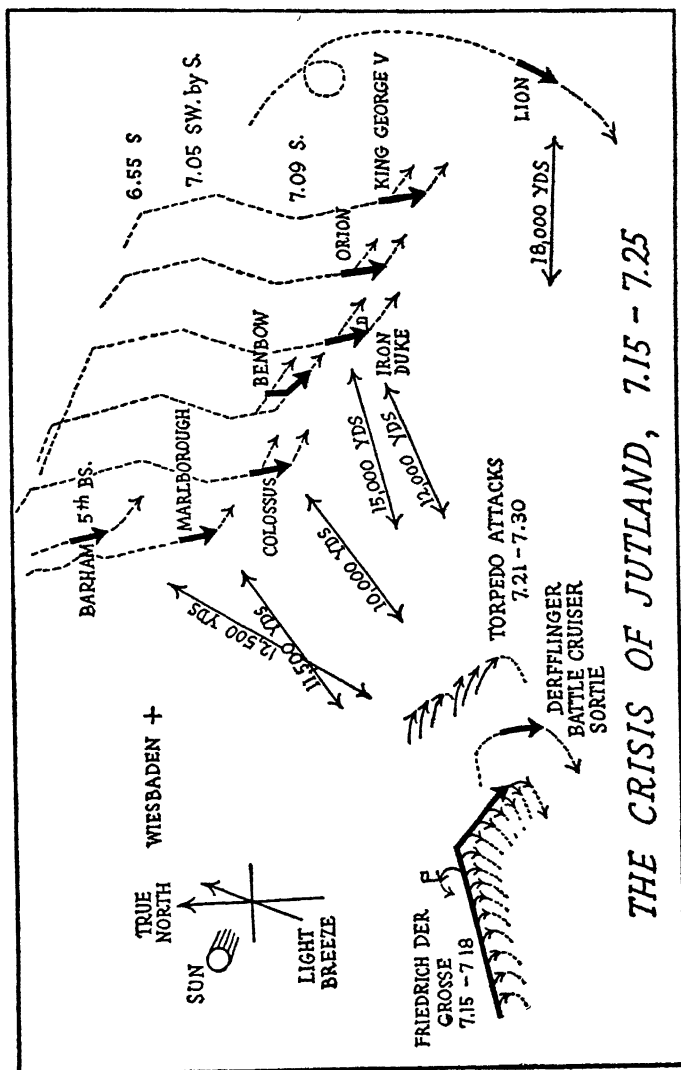 6.55 S
7.05 SW. by S.
7.09 S.
KING GEORGE V
LION
ORION
18,000 YDS
BENBOW
IRON
DUKE
BARHAM 5th BS.
MARLBOROUGH
COLOSSUS
15,000 YDS
12,000 YDS
10,000 YDS
12,500 YDS
11,500 YDS
TORPEDO ATTACKS
7.21 – 7.30
DERFFLINGER
BATTLE CRUISER
SORTIE
WIESBADEN +
TRUE
NORTH
SUN
LIGHT
BREEZE
FRIEDRICH DER
GROSSE
7.15 – 7 18
THE CRISIS OF JUTLAND, 7.15 – 7.25